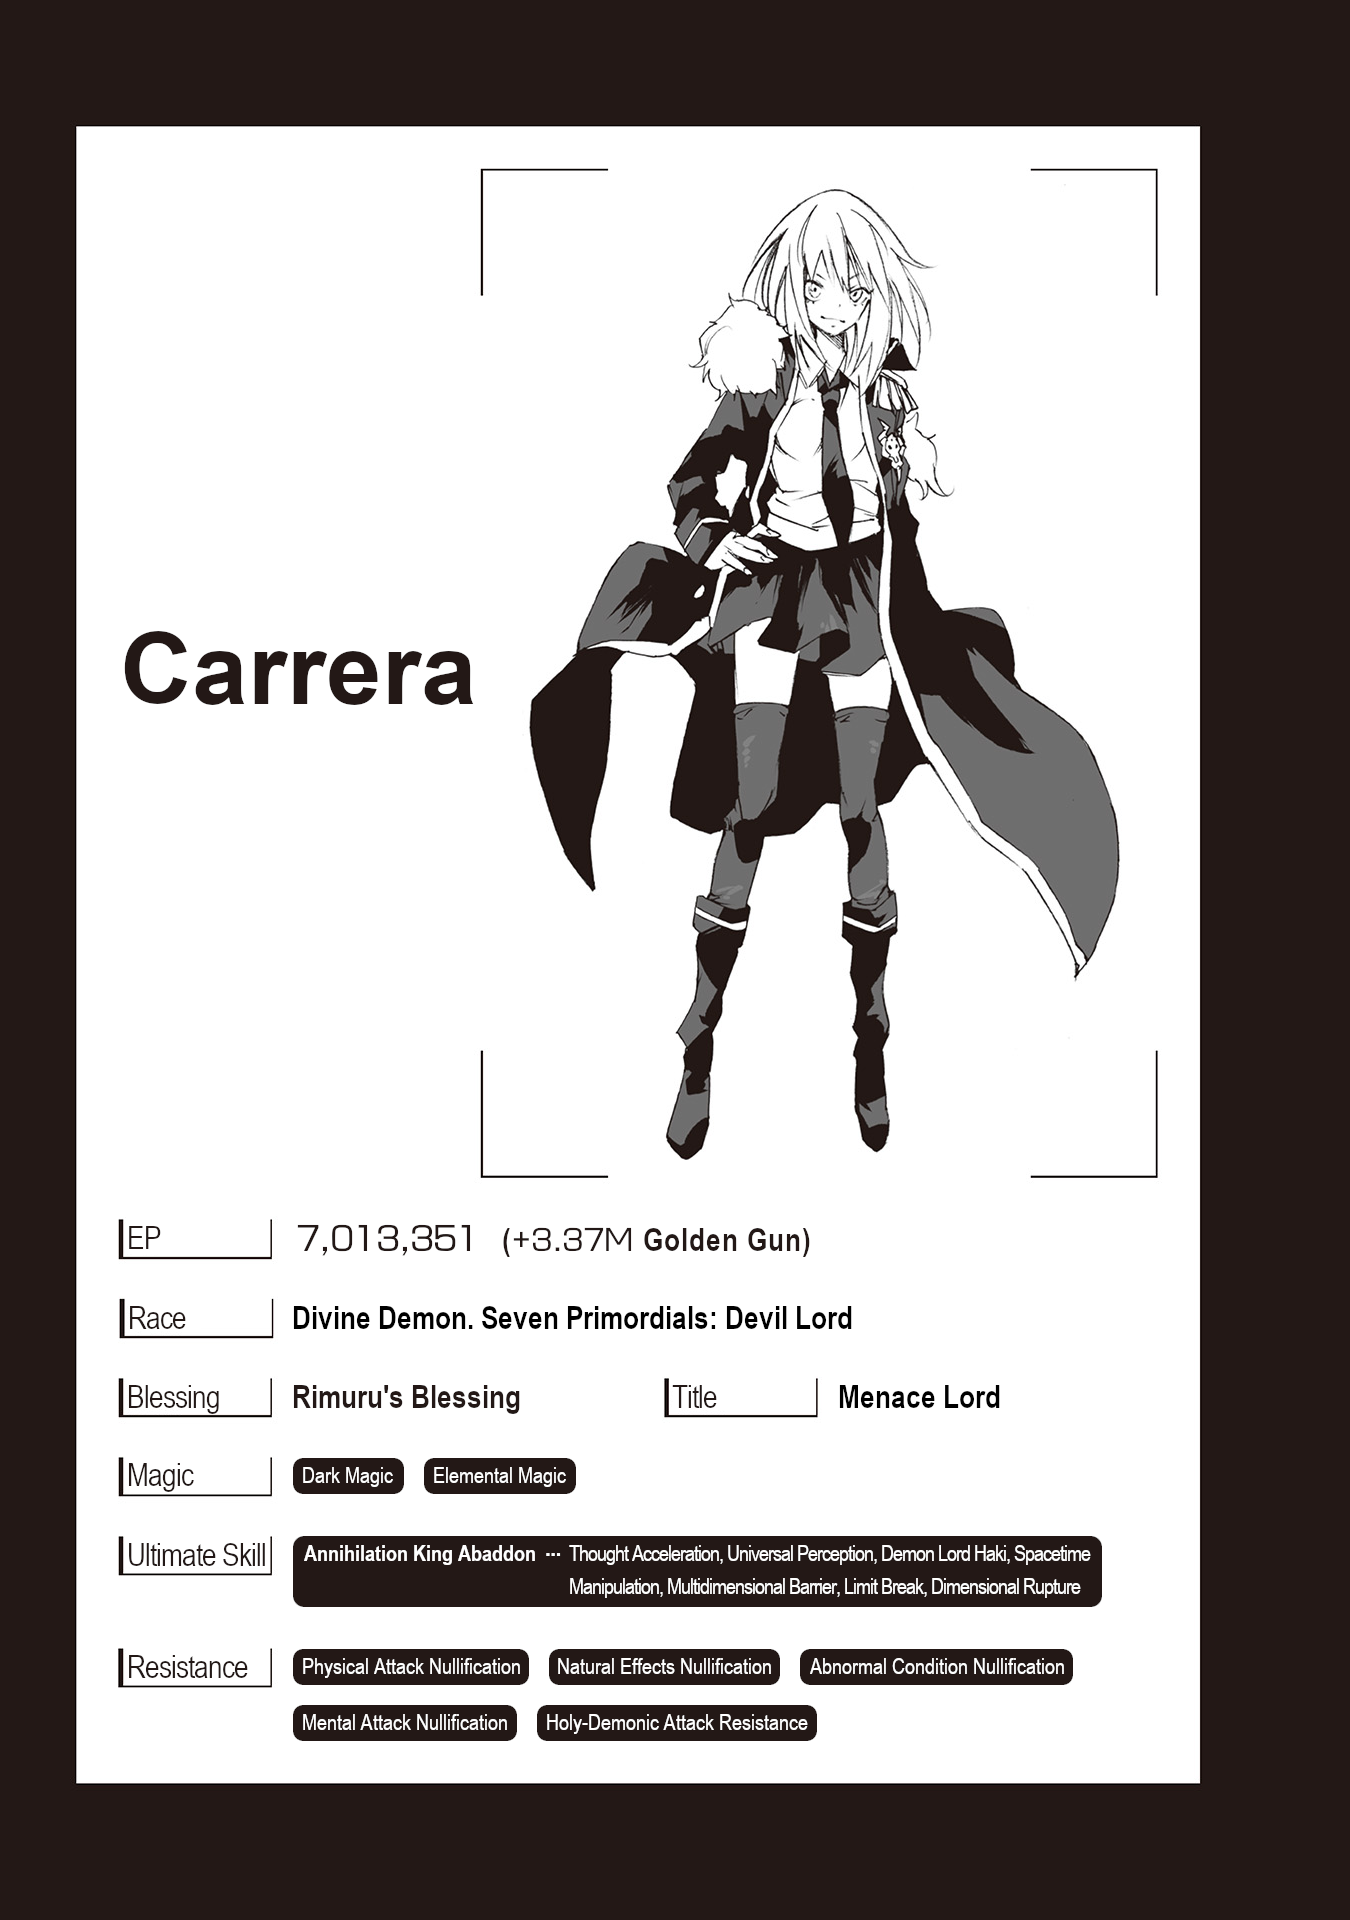 Carrera
EP 7,013,351 (+3.37M Golden Gun)
Race Divine Demon. Seven Primordials: Devil Lord
Blessing Rimuru's Blessing Title Menace Lord
Magic Dark Magic Elemental Magic
Ultimate Skill Annihilation King Abaddon ··· Thought Acceleration, Universal Perception, Demon Lord Haki, Spacetime
Manipulation, Multidimensional Barrier, Limit Break, Dimensional Rupture
Resistance Physical Attack Nullification Natural Effects Nullification Abnormal Condition Nullification
Mental Attack Nullification Holy-Demonic Attack Resistance